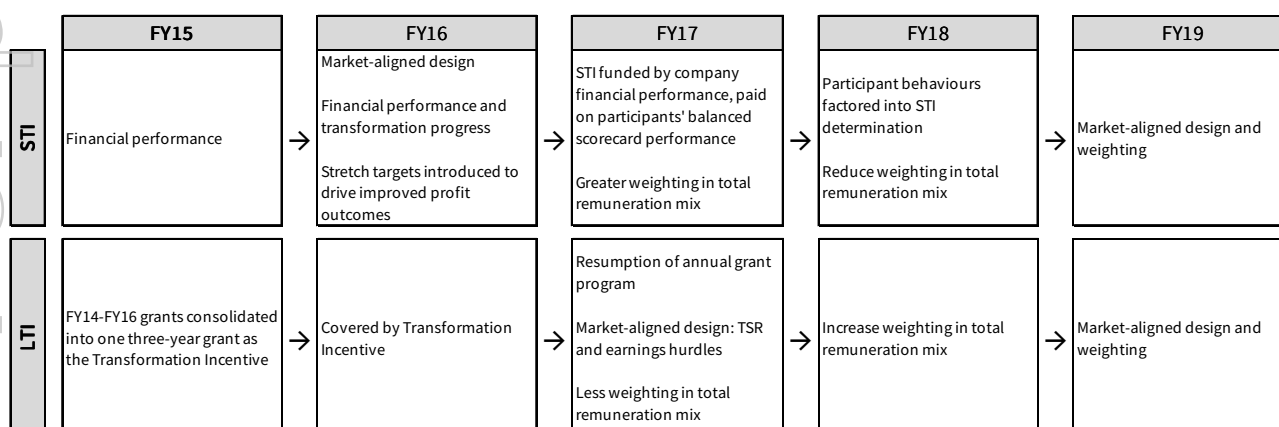 FY15
FY16
FY17
FY18
FY19
STI
Financial performance
→
Market-aligned design
Financial performance and
transformation progress
Stretch targets introduced to
drive improved profit
outcomes
→
STI funded by company
financial performance, paid
on participants' balanced
scorecard performance
Greater weighting in total
remuneration mix
→
Participant behaviours
factored into STI
determination
Reduce weighting in total
remuneration mix
→
Market-aligned design and
weighting
LTI
FY14-FY16 grants consolidated
into one three-year grant as
the Transformation Incentive
→
Covered by Transformation
Incentive
→
Resumption of annual grant
program
Market-aligned design: TSR
and earnings hurdles
Less weighting in total
remuneration mix
→
Increase weighting in total
remuneration mix
→
Market-aligned design and
weighting